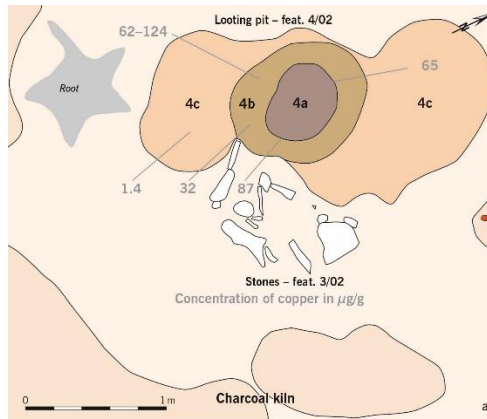 Looting pit – feat. 4/02
62–124
65
Root
4c
4b
4a
4c
1.4
32
87
Stones – feat. 3/02
Concentration of copper in µg/g
0
1 m
Charcoal kiln
a